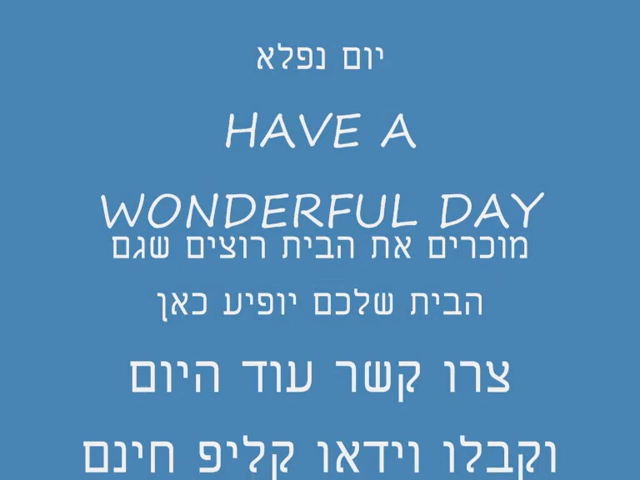 יום נפלא
HAVE A
WONDERFUL DAY
מוכרים את הבית רוצים שגם
הבית שלכם יופיע כאן
צרו קשר עוד היום
וקבלו וידאו קליפ חינם